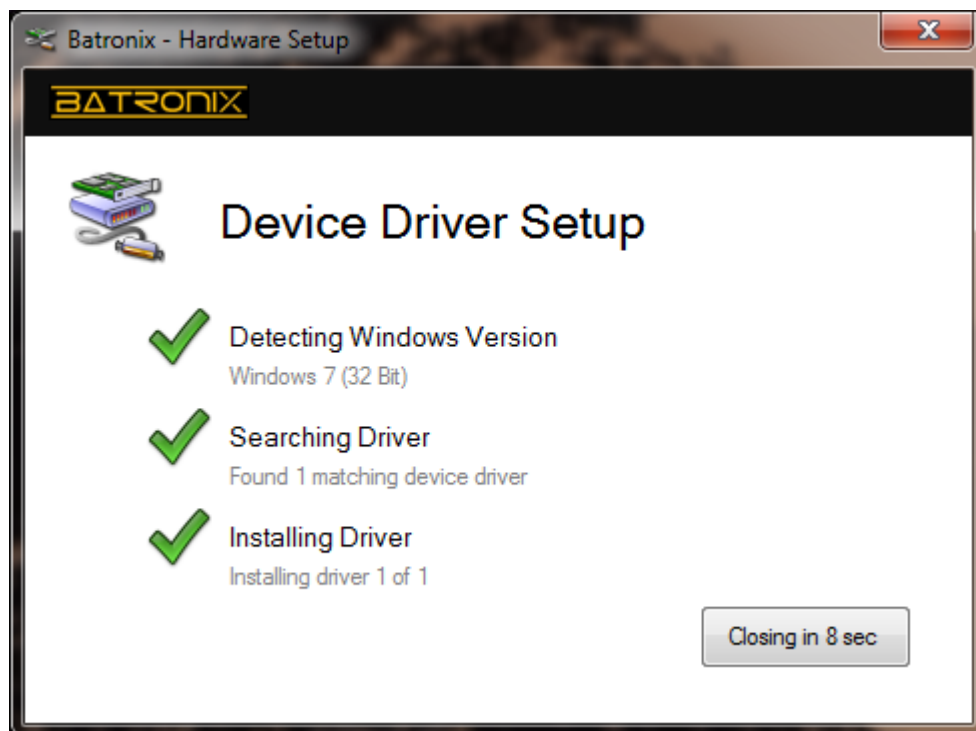 Batronix - Hardware Setup
BATRONIX
Device Driver Setup
Detecting Windows Version
Windows 7 (32 Bit)
Searching Driver
Found 1 matching device driver
Installing Driver
Installing driver 1 of 1
Closing in 8 sec